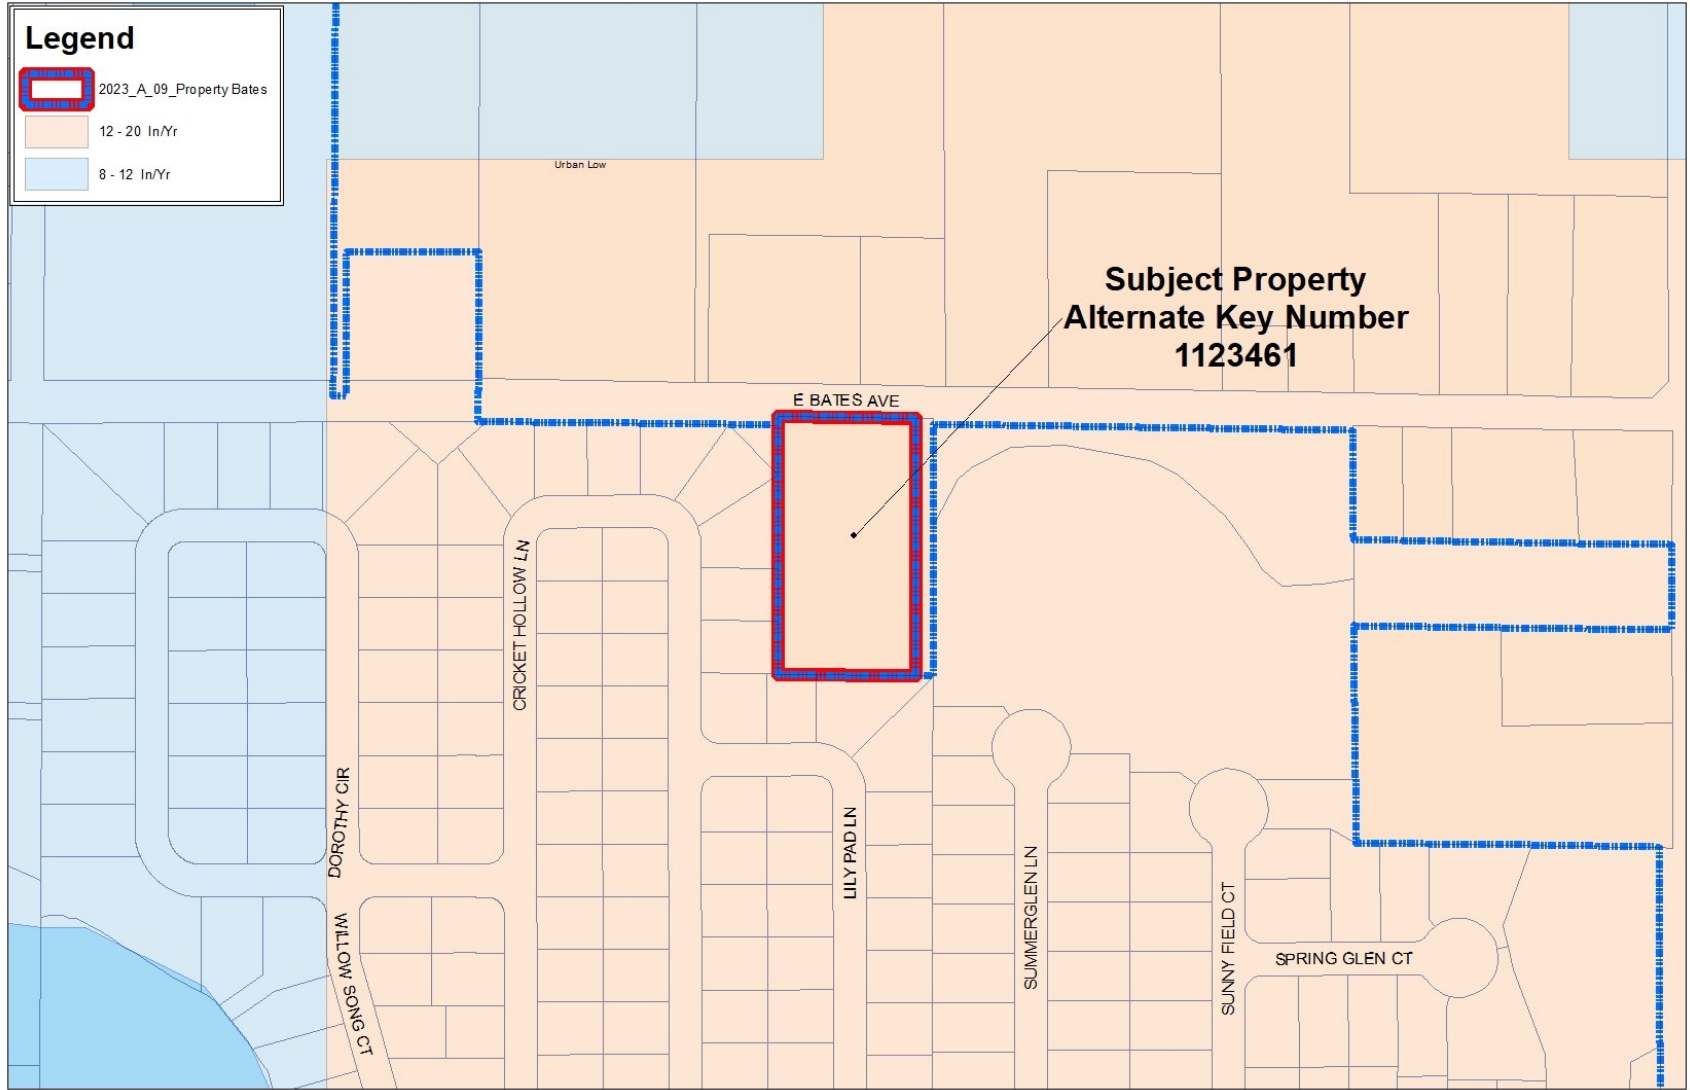 Legend
2023_A_09_Property Bates
12 - 20 In/Yr
8 - 12 In/Yr
Urban Low
Subject Property
Alternate Key Number
1123461
E BATES AVE
CRICKET HOLLOW LN
DOROTHY CIR
LILY PAD LN
SUMMERGLEN LN
SUNNY FIELD CT
SPRING GLEN CT
WILLOW SONG CT